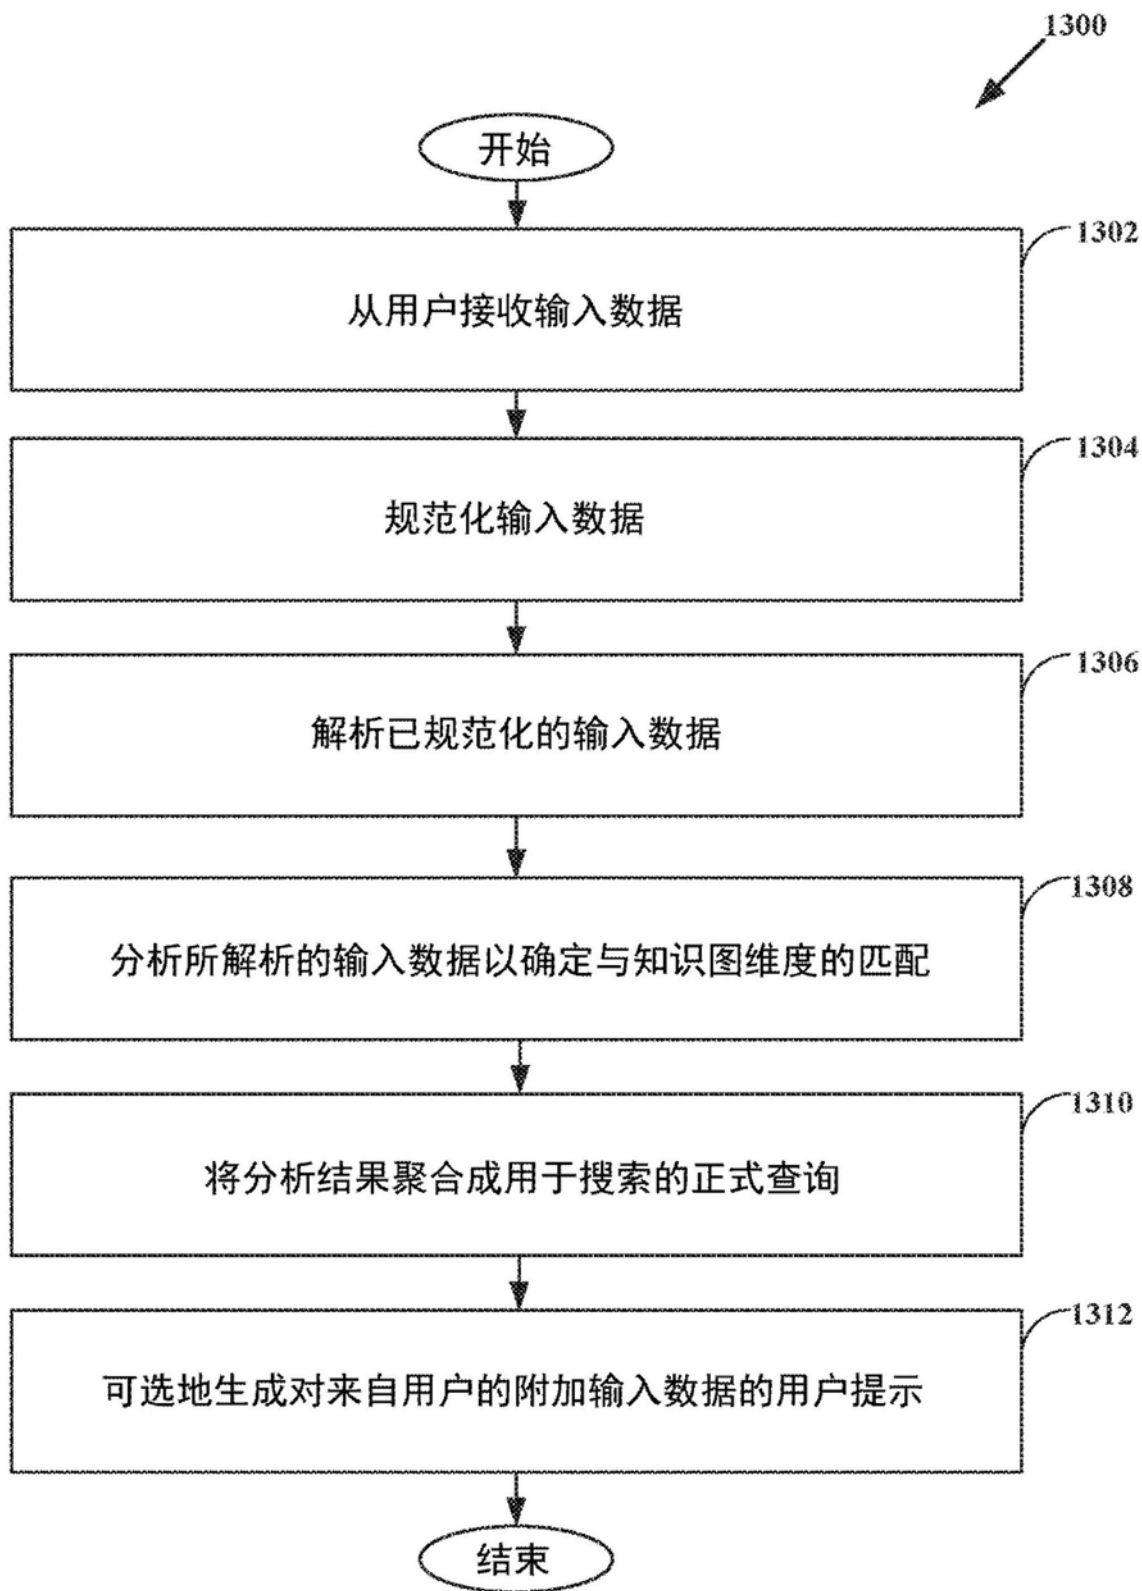 1300
开始
1302
从用户接收输入数据
1304
规范化输入数据
1306
解析已规范化的输入数据
1308
分析所解析的输入数据以确定与知识图维度的匹配
1310
将分析结果聚合成用于搜索的正式查询
1312
可选地生成对来自用户的附加输入数据的用户提示
结束